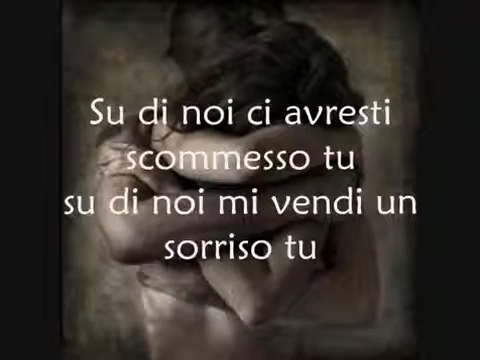 Su di noi ci avresti
scommesso tu
su di noi mi vendi un
sorriso tu